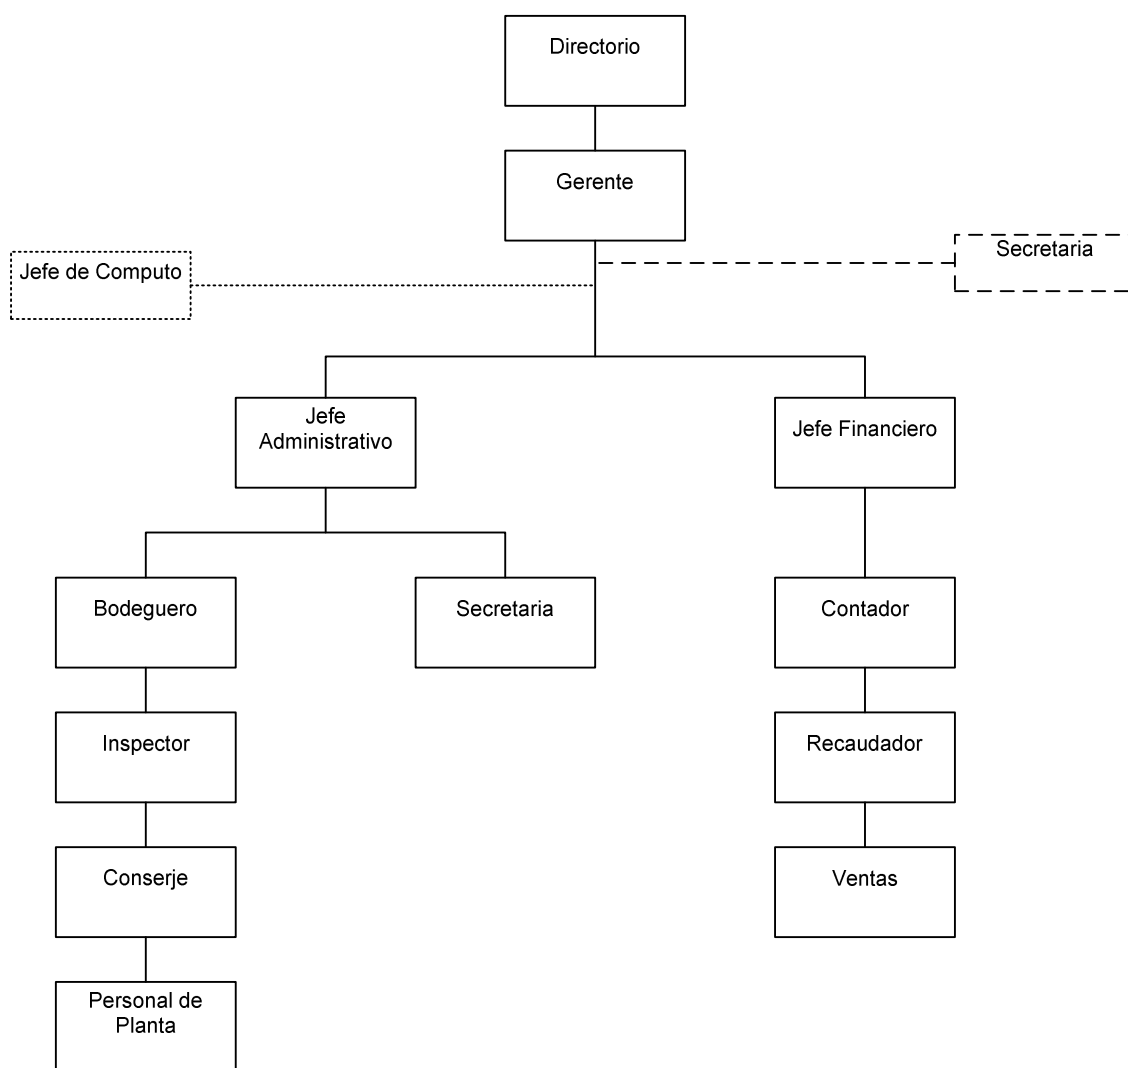 Directorio
Gerente
Secretaria
Jefe de Computo
Jefe
Administrativo
Jefe Financiero
Bodeguero
Secretaria
Contador
Inspector
Recaudador
Conserje
Ventas
Personal de
Planta